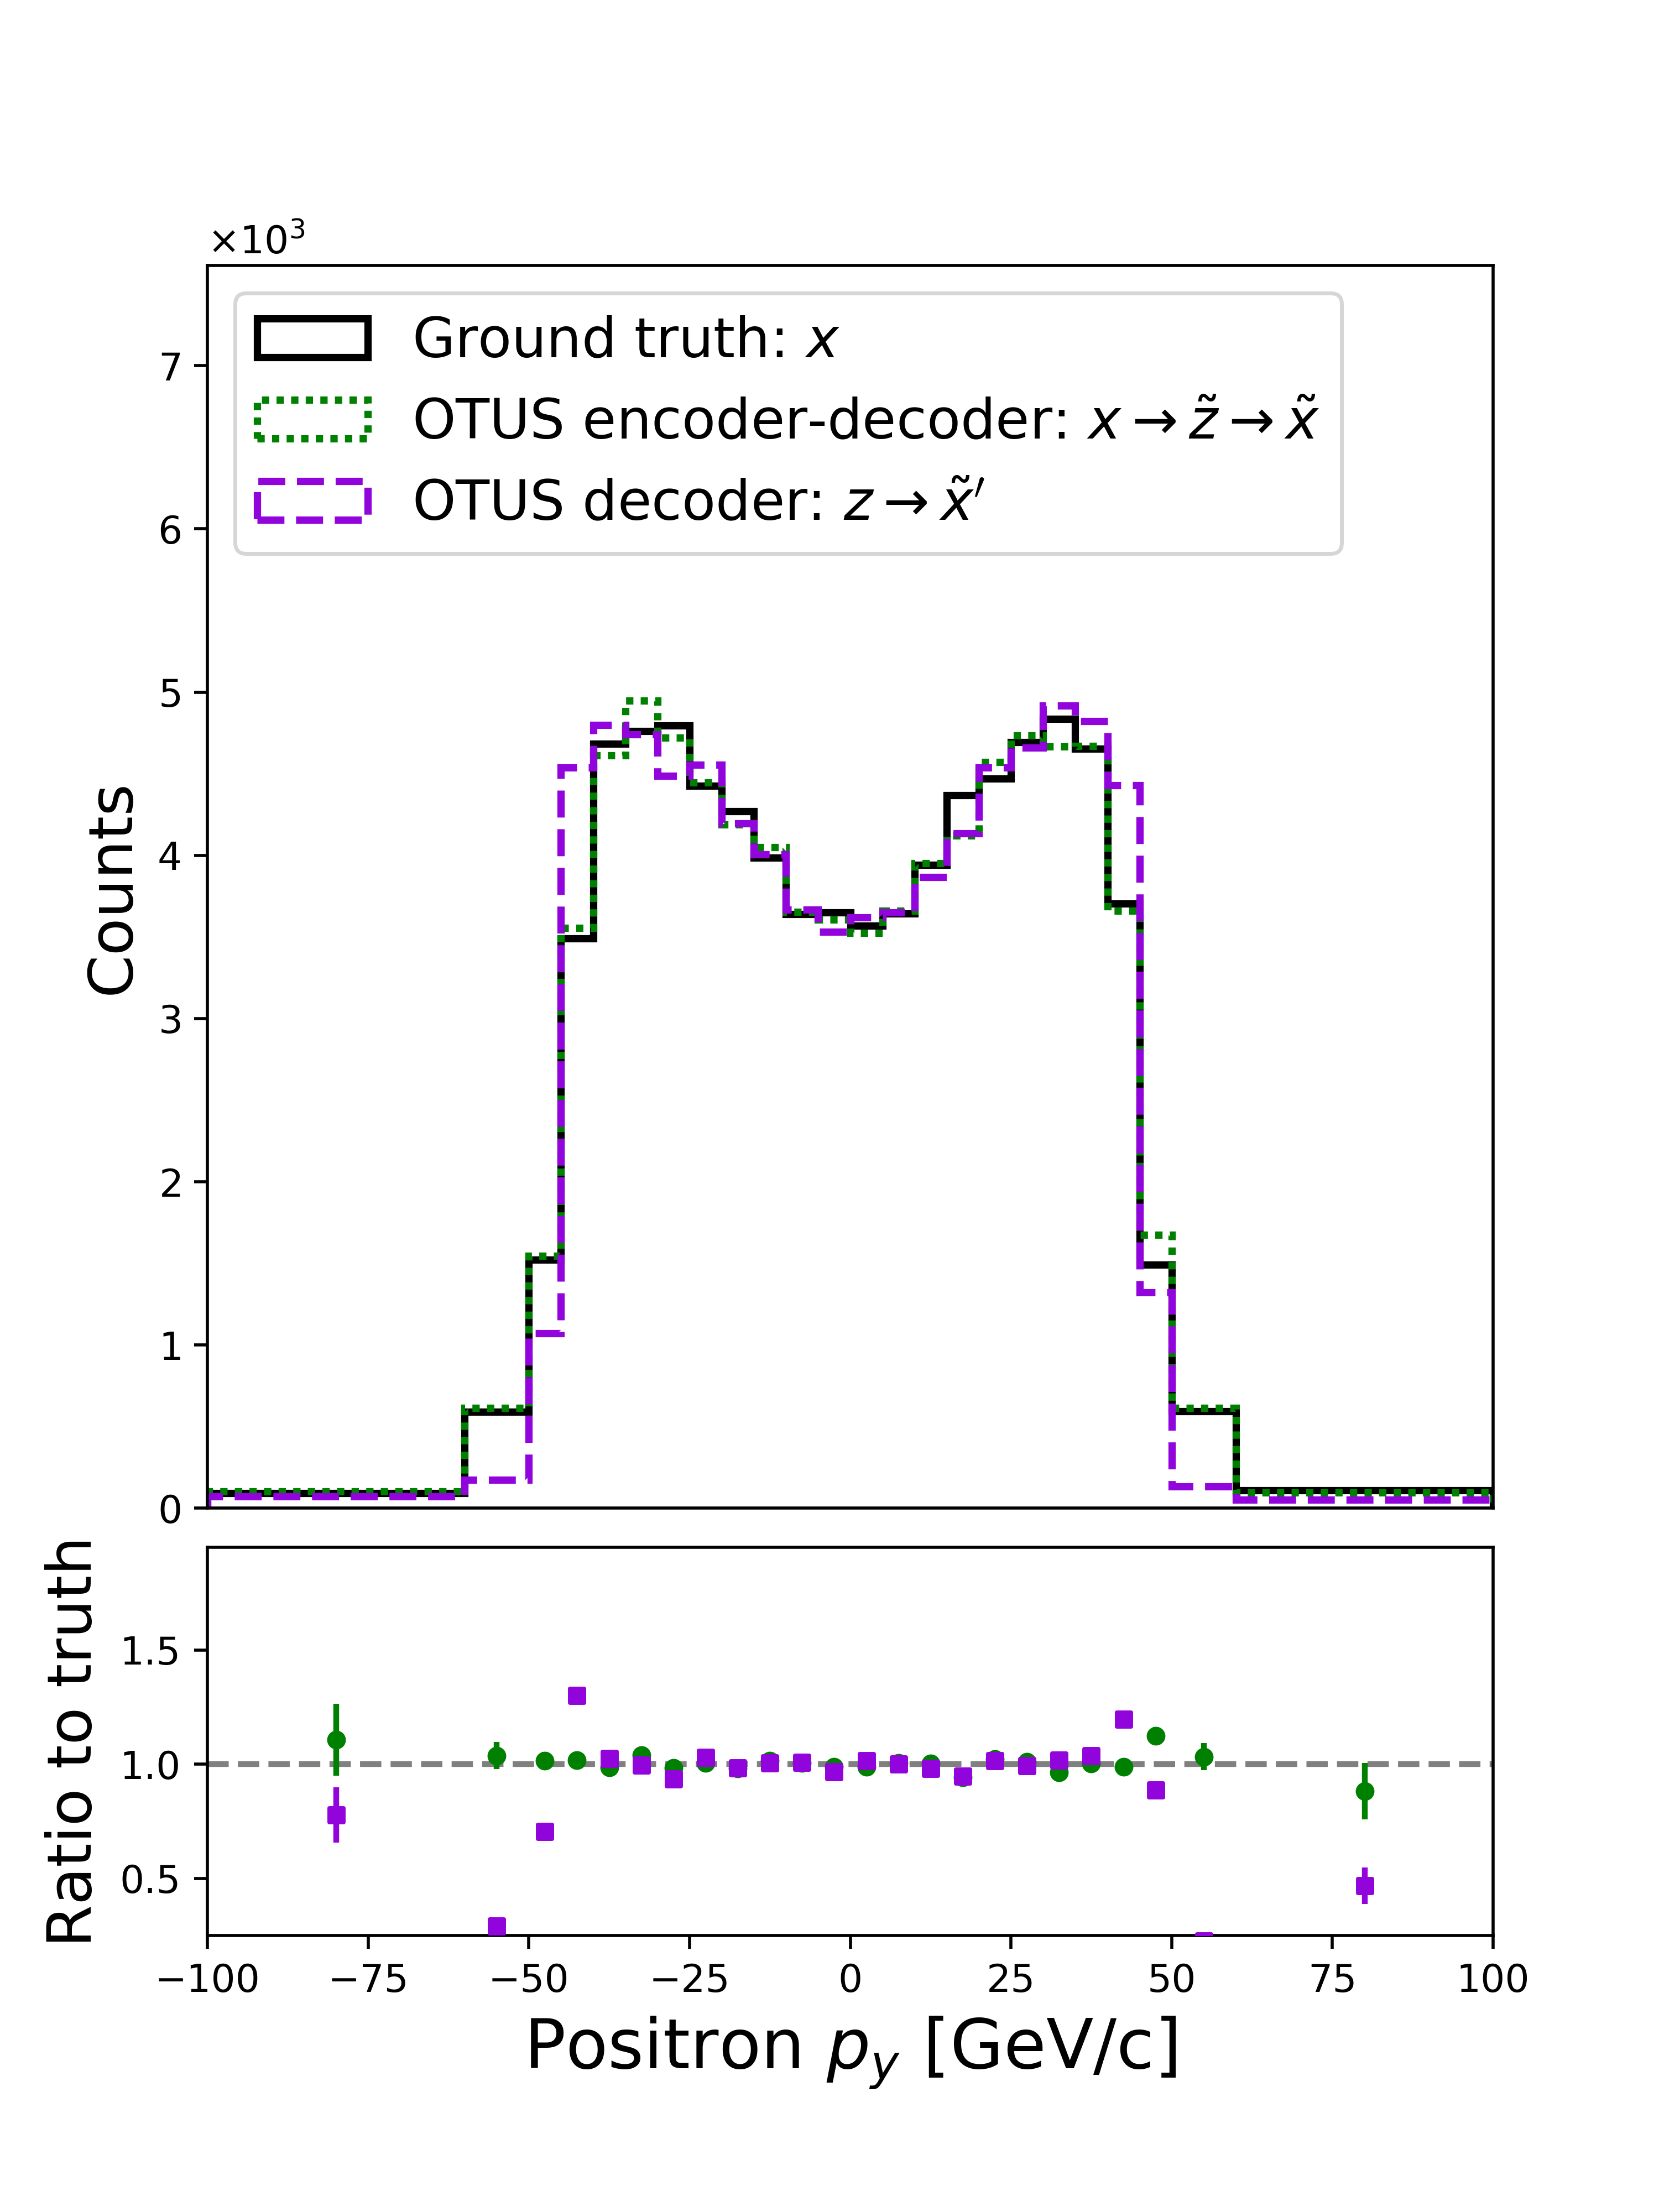 ×10³
7
6
5
4
3
2
1
0
Counts
Ground truth: x
OTUS encoder-decoder: x → z̃ → x̃
OTUS decoder: z → x̃′
Ratio to truth
1.5
1.0
0.5
−100 −75 −50 −25 0 25 50 75 100
Positron p_y [GeV/c]